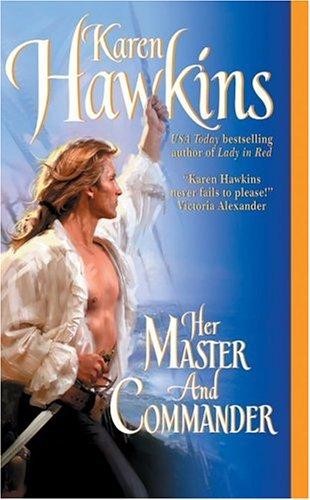 Karen
Hawkins
USA Today bestselling
author of Lady in Red
"Karen Hawkins
never fails to please!"
Victoria Alexander
Her
MASTER
And
COMMANDER